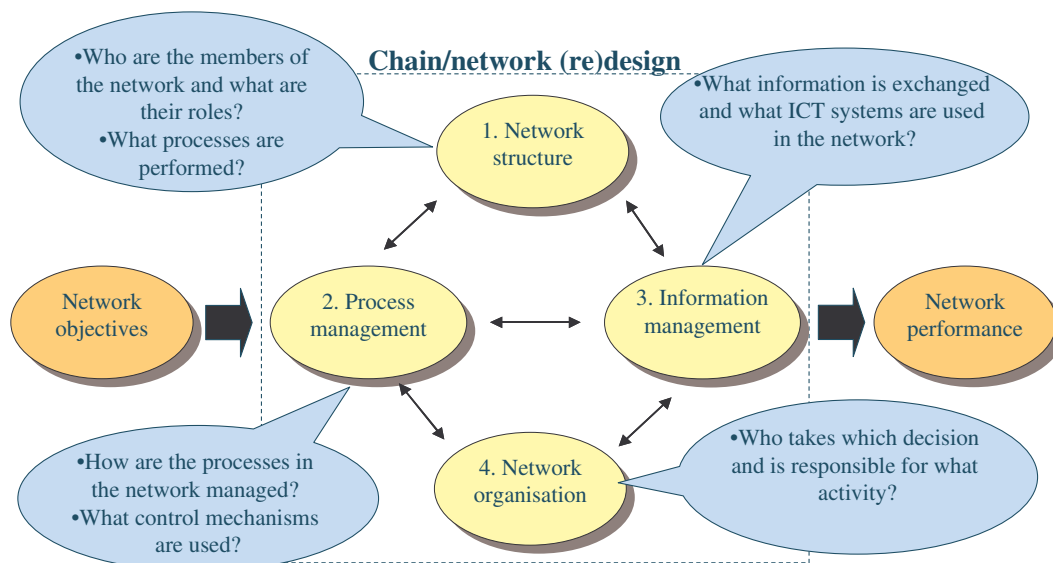 Chain/network (re)design
•Who are the members of
the network and what are
their roles?
•What processes are
performed?
•What information is exchanged
and what ICT systems are used
in the network?
1. Network
structure
Network
objectives
2. Process
management
3. Information
management
Network
performance
•How are the processes in
the network managed?
•What control mechanisms
are used?
4. Network
organisation
•Who takes which decision
and is responsible for what
activity?